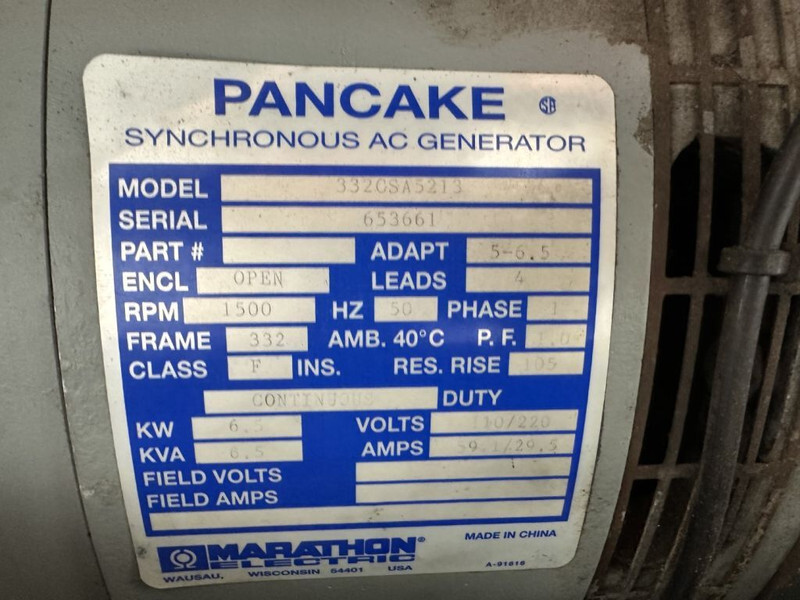 PANCAKE SA
SYNCHRONOUS AC GENERATOR
MODEL 332CSA5213
SERIAL 653661
PART # ADAPT 5-6.5
ENCL OPEN LEADS 4
RPM 1500 HZ 50 PHASE 1
FRAME 332 AMB. 40°C P.F. 1.0
CLASS F INS. RES. RISE 105
CONTINUOUS DUTY
KW 6.5 VOLTS 110/220
KVA 6.5 AMPS 59.1/29.5
FIELD VOLTS
FIELD AMPS
MARATHON®
ELECTRIC
MADE IN CHINA
WAUSAU, WISCONSIN 54401 USA
A-91616